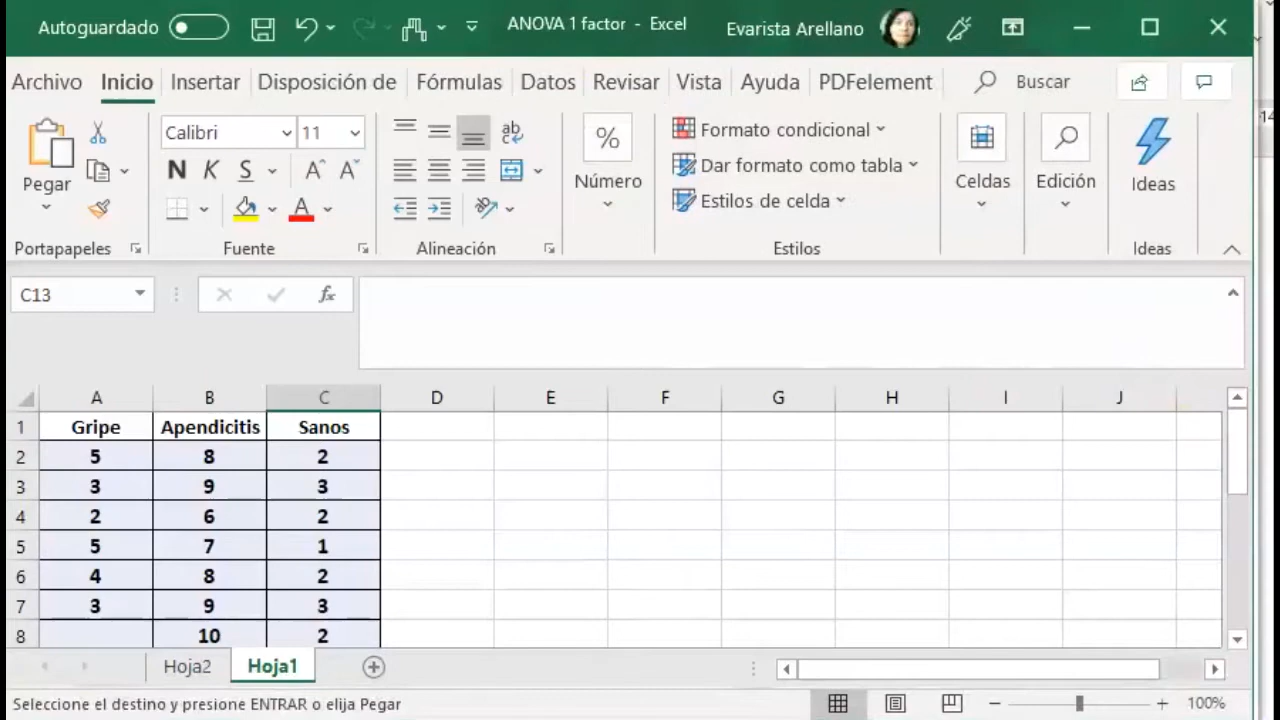 Autoguardado ANOVA 1 factor - Excel Evarista Arellano
Archivo Inicio Insertar Disposición de Fórmulas Datos Revisar Vista Ayuda PDFelement Buscar
Calibri 11
Pegar
N K S
Número
%
Formato condicional
Dar formato como tabla
Estilos de celda
Celdas
Edición
Ideas
Portapapeles Fuente Alineación Estilos Ideas
C13 fx
A B C D E F G H I J
1 Gripe Apendicitis Sanos
2 5 8 2
3 3 9 3
4 2 6 2
5 5 7 1
6 4 8 2
7 3 9 3
8 10 2
Hoja2 Hoja1
Seleccione el destino y presione ENTRAR o elija Pegar 100%